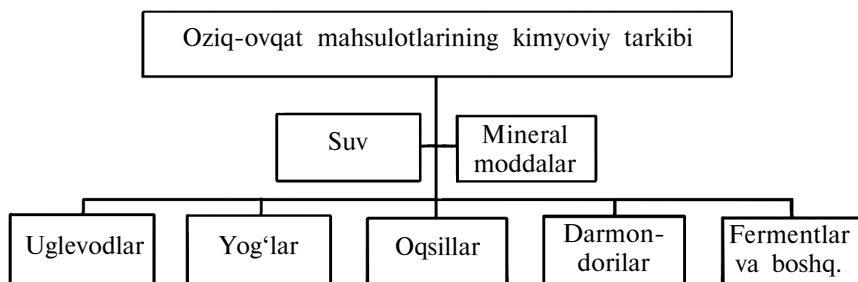 Oziq-ovqat mahsulotlarining kimyoviy tarkibi
Suv
Mineral
moddalar
Uglevodlar
Yog‘lar
Oqsillar
Darmon-
dorilar
Fermentlar
va boshq.